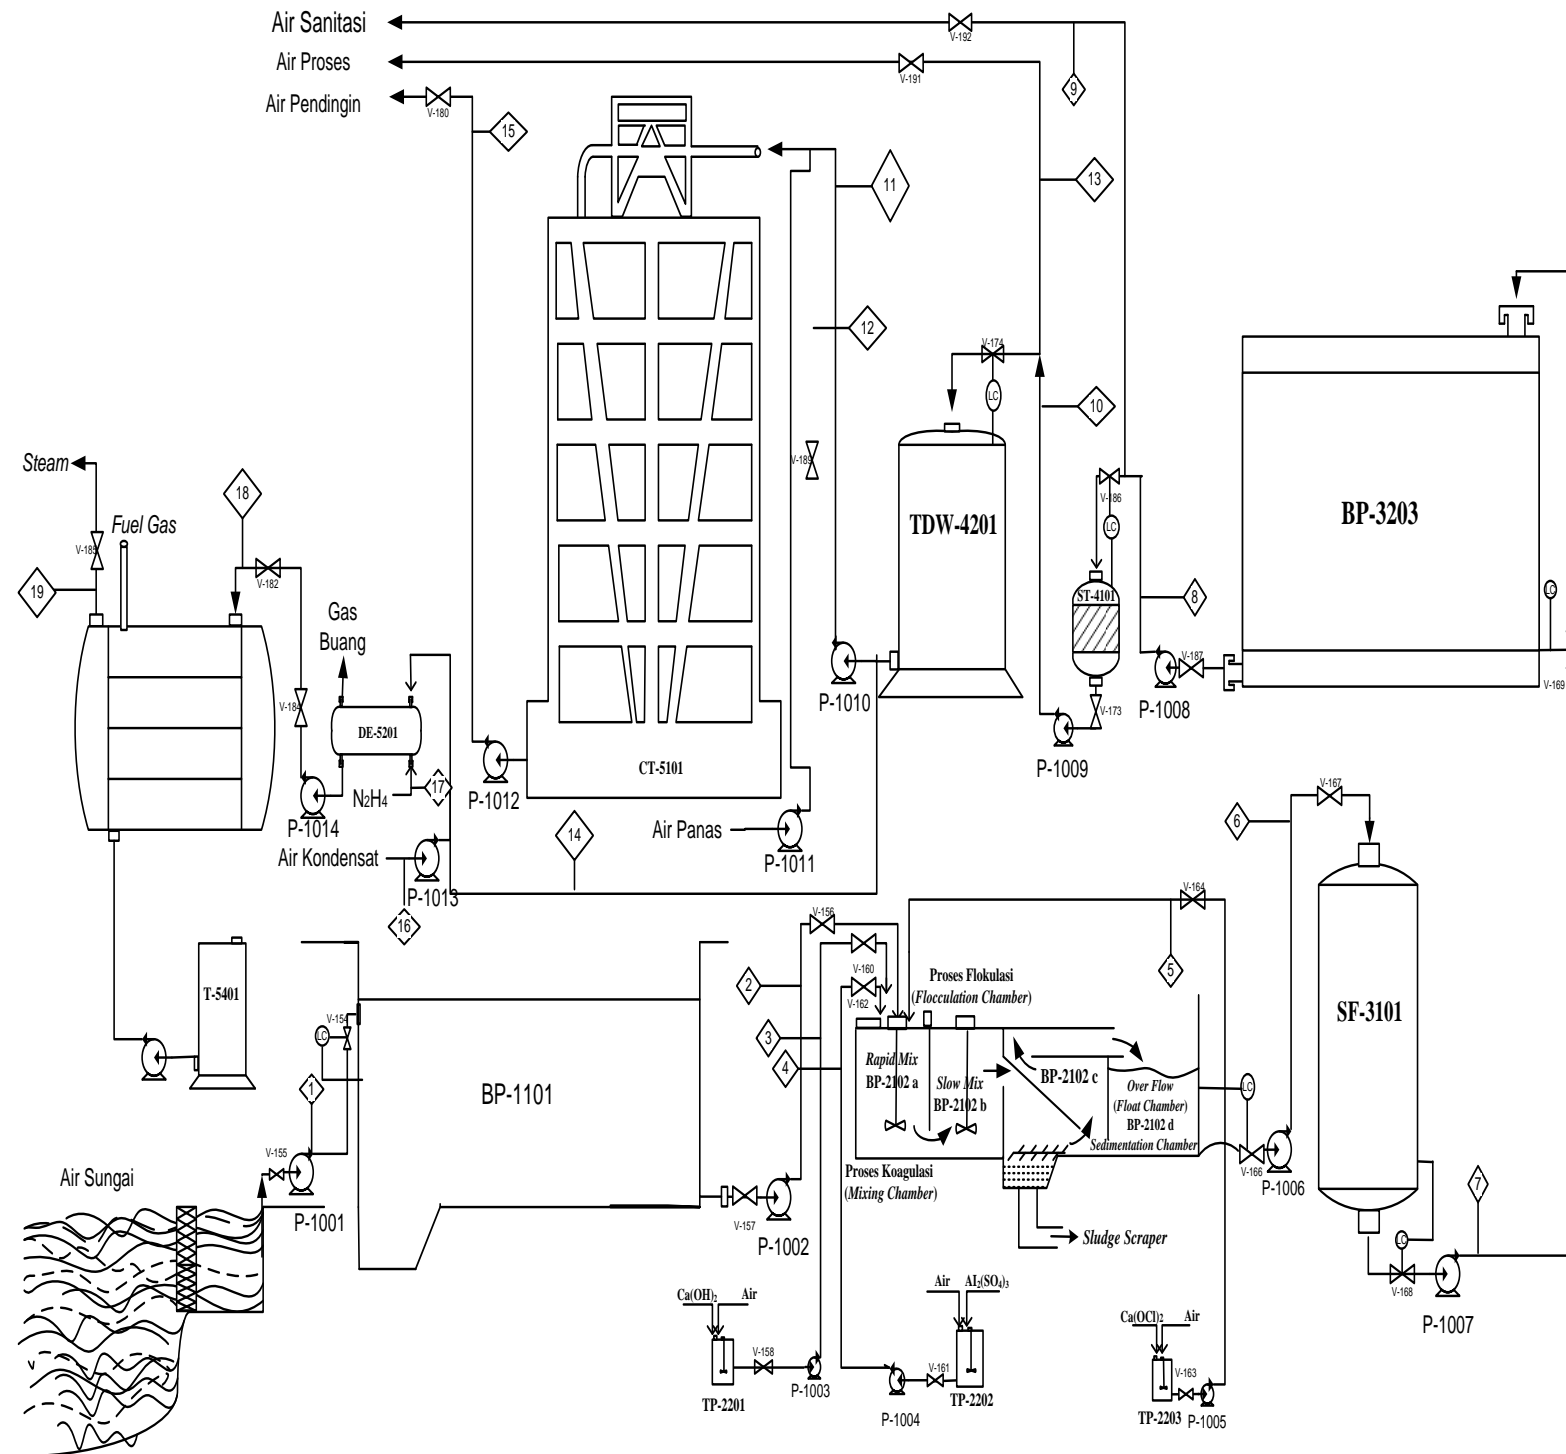 Air Sanitasi
V-192
Air Proses
V-191
9
Air Pendingin
V-180
15
11
13
12
V-174
LC
10
Steam
18
Fuel Gas
V-185
V-189
V-186
LC
TDW-4201
BP-3203
V-182
19
ST-4101
8
LC
Gas
Buang
V-187
V-169
P-1010
P-1008
V-184
V-173
DE-5201
CT-5101
P-1009
N₂H₄
17
P-1012
V-167
P-1014
Air Panas
P-1011
6
Air Kondensat
14
P-1013
16
V-164
V-156
V-160
V-162
2
Proses Flokulasi
(Flocculation Chamber)
5
T-5401
V-154
LC
SF-3101
3
4
Rapid Mix
BP-2102 a
Slow Mix
BP-2102 b
BP-2102 c
Over Flow
(Float Chamber)
BP-2102 d
Sedimentation Chamber
LC
1
BP-1101
V-155
Air Sungai
P-1001
Proses Koagulasi
(Mixing Chamber)
V-166
P-1006
7
V-157
P-1002
Sludge Scraper
LC
V-168
P-1007
Ca(OH)₂
Air
Air
AI₂(SO₄)₃
Ca(OCl)₂
Air
V-158
P-1003
V-161
V-163
TP-2201
P-1004
TP-2202
TP-2203
P-1005